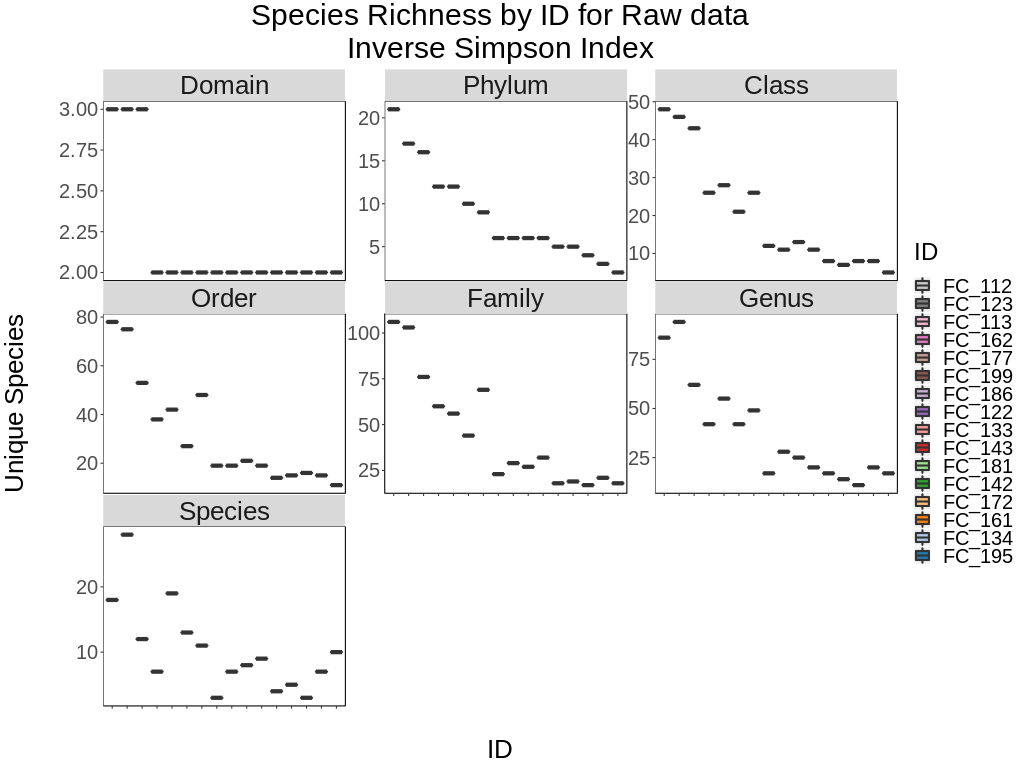 Species Richness by ID for Raw data
Inverse Simpson Index
Domain
Phylum
Class
3.00
2.75
2.50
2.25
2.00
20
15
10
5
50
40
30
20
10
Order
Family
Genus
80
60
40
20
100
75
50
25
75
50
25
Species
20
10
Unique Species
ID
ID
FC_112
FC_123
FC_113
FC_162
FC_177
FC_199
FC_186
FC_122
FC_133
FC_143
FC_181
FC_142
FC_172
FC_161
FC_134
FC_195